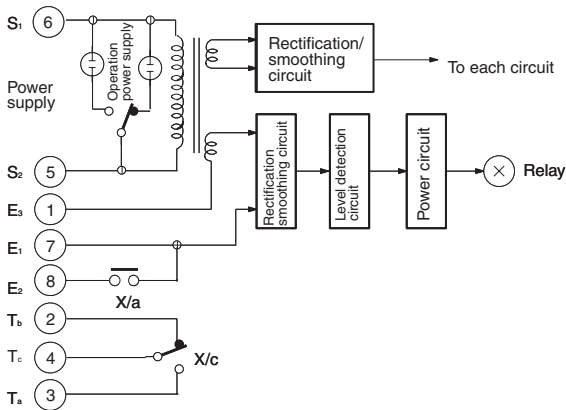 S1 6
Operation
power supply
Power
supply
Rectification/
smoothing
circuit
To each circuit
S2 5
E3 1
E1 7
E2 8
X/a
Rectification
smoothing circuit
Level detection
circuit
Power circuit
Relay
Tb 2
Tc 4
X/c
Ta 3